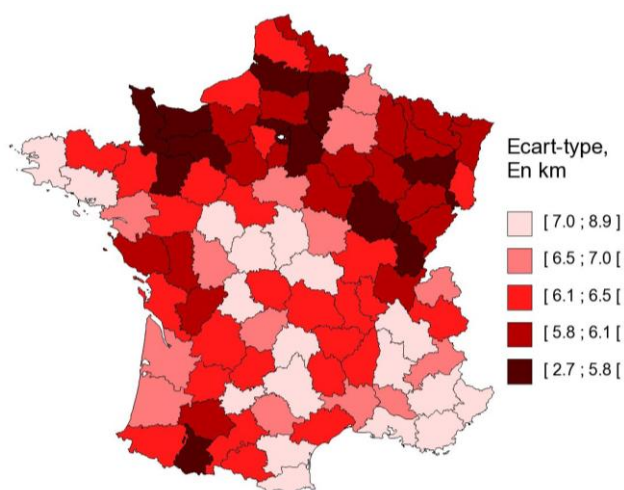 Ecart-type,
En km
[ 7.0 ; 8.9 ]
[ 6.5 ; 7.0 [
[ 6.1 ; 6.5 [
[ 5.8 ; 6.1 [
[ 2.7 ; 5.8 [